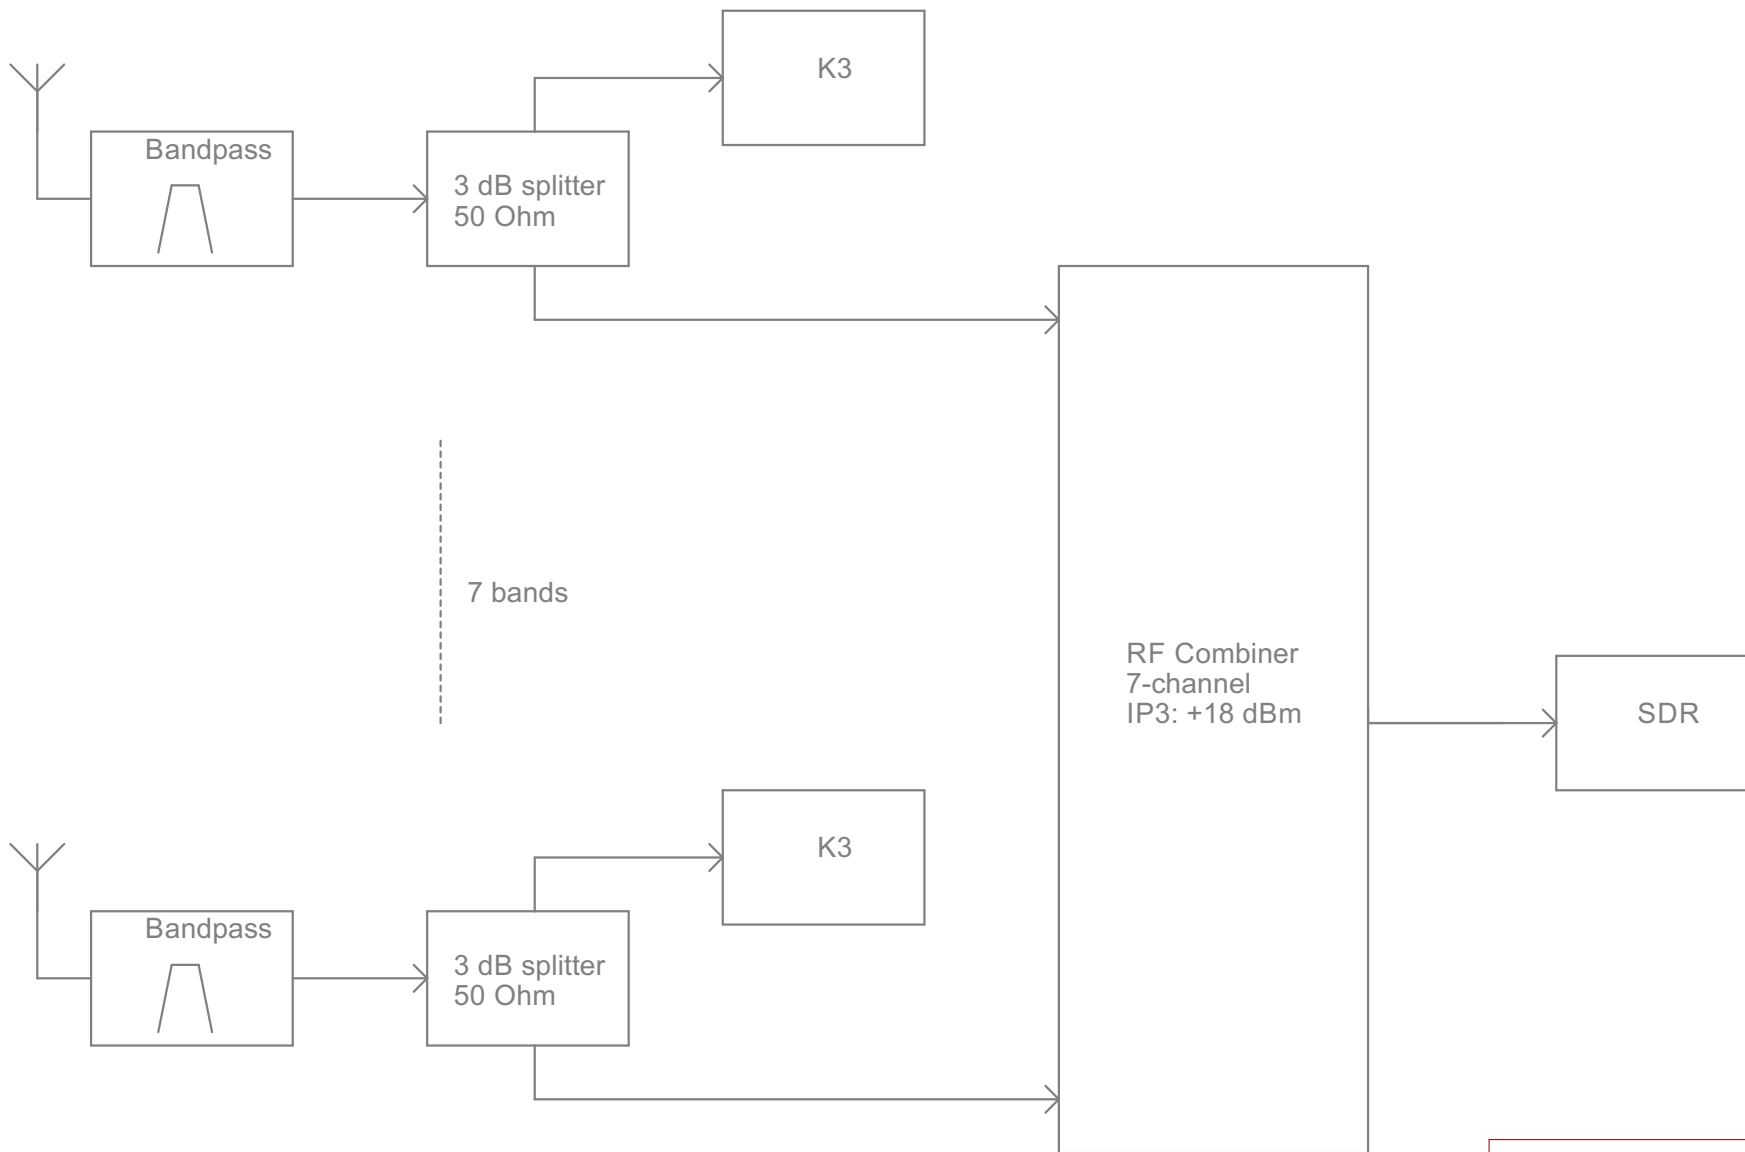 K3
Bandpass
3 dB splitter
50 Ohm
7 bands
RF Combiner
7-channel
IP3: +18 dBm
SDR
K3
Bandpass
3 dB splitter
50 Ohm